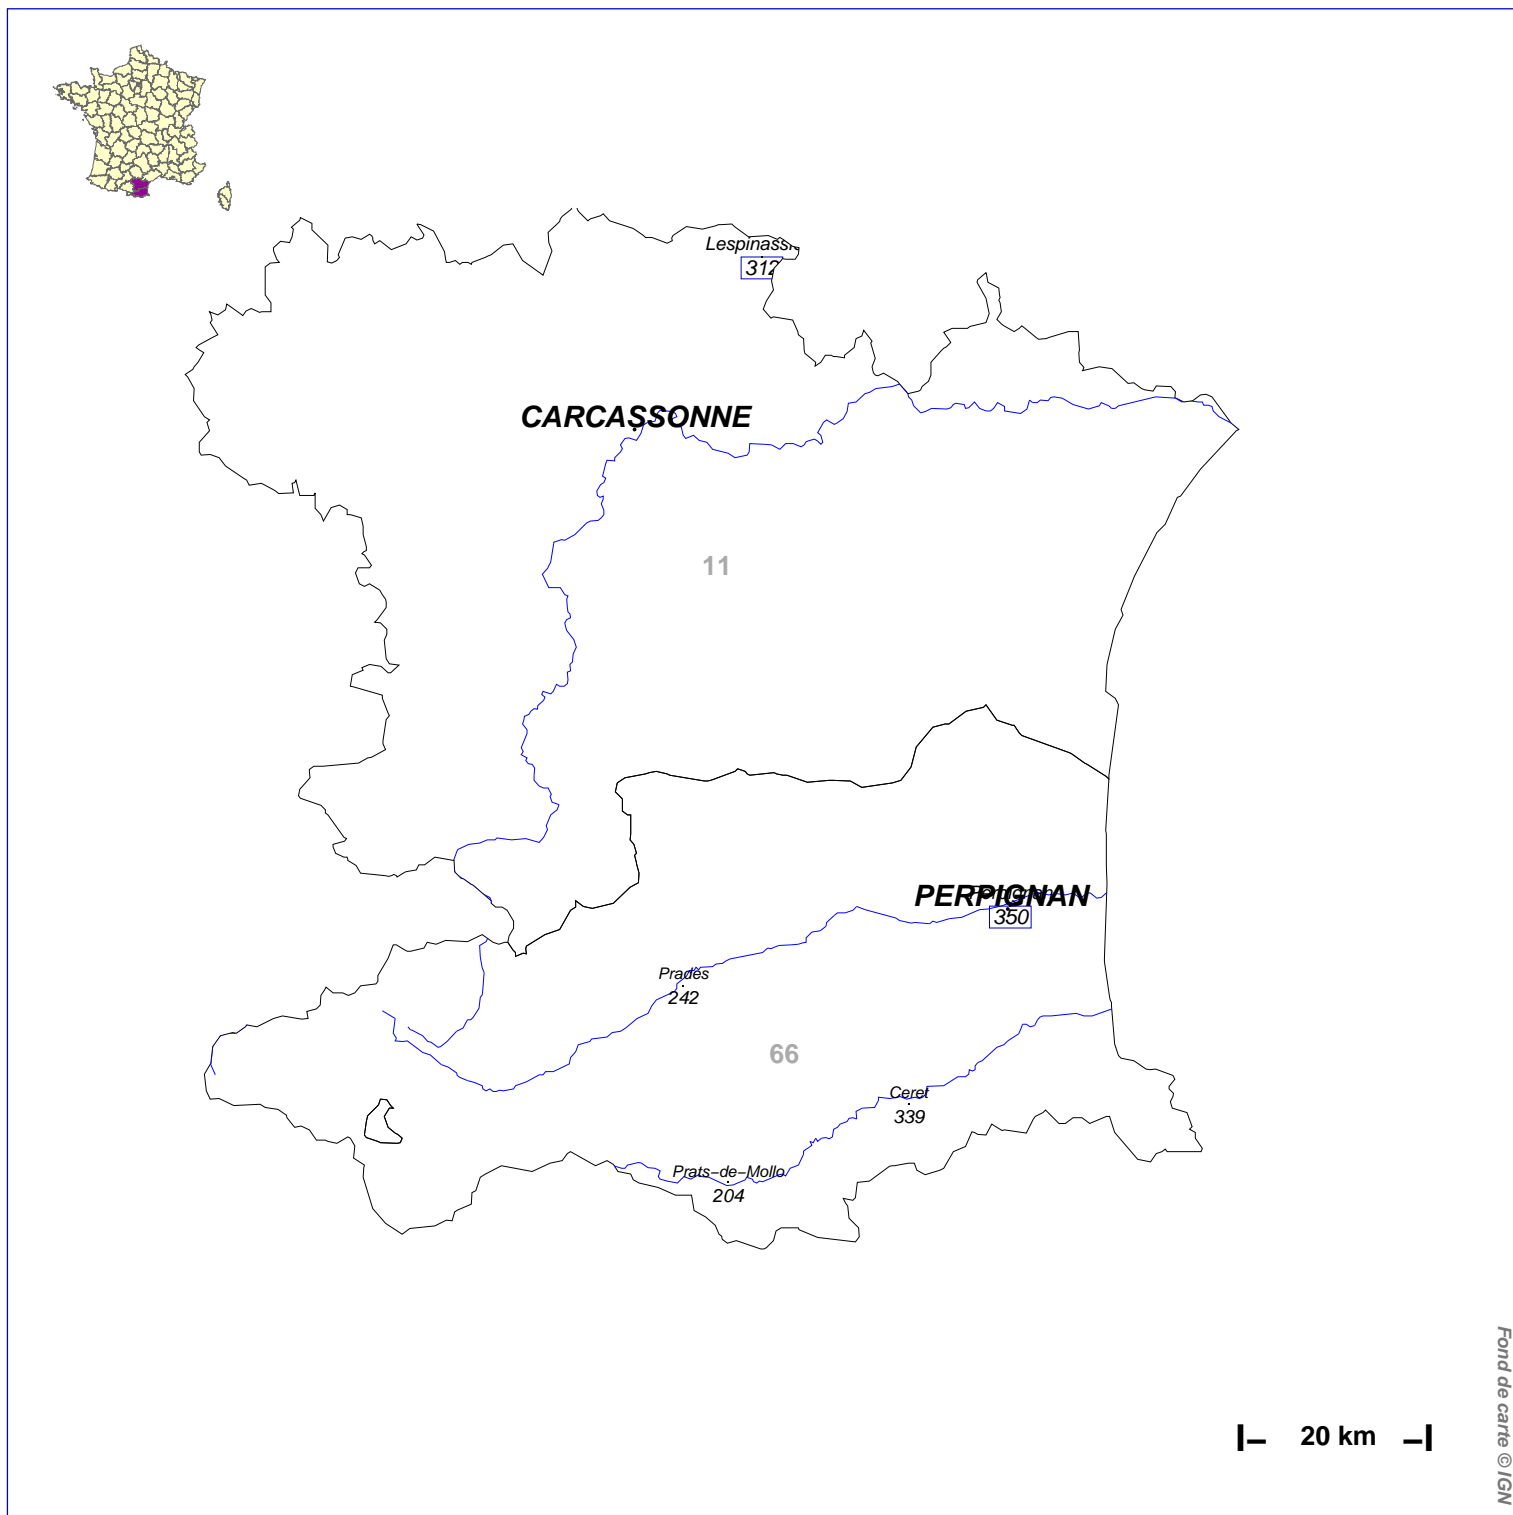 312
CARCASSONNE
11
PERPIGNAN
350
Prades
242
66
Ceret
339
Prats-de-Mollo
204
20 km
Fond de carte © IGN